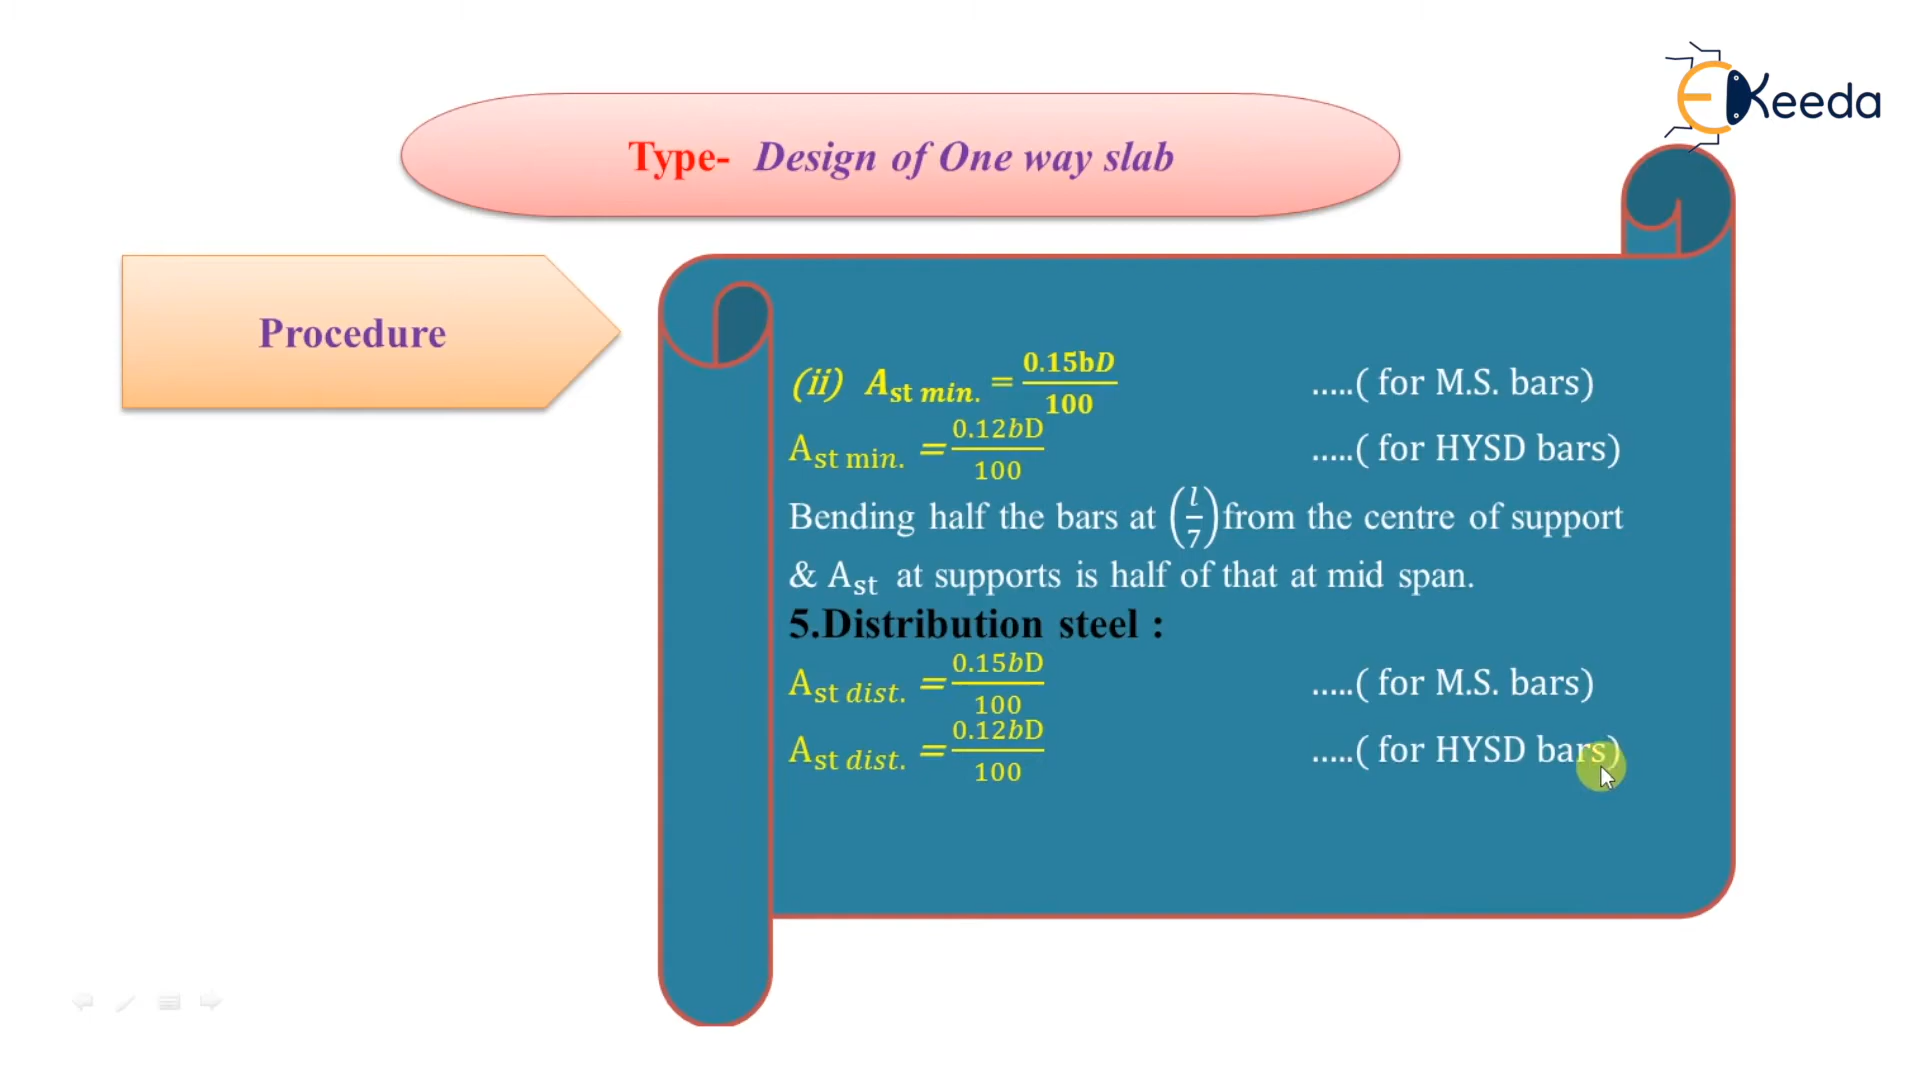 EKeeda
Type- Design of One way slab
Procedure
(ii) A_st min. = 0.15bD/100 .....( for M.S. bars)
A_st min. = 0.12bD/100 .....( for HYSD bars)
Bending half the bars at (l/7) from the centre of support
& A_st at supports is half of that at mid span.
5.Distribution steel :
A_st dist. = 0.15bD/100 .....( for M.S. bars)
A_st dist. = 0.12bD/100 .....( for HYSD bars)